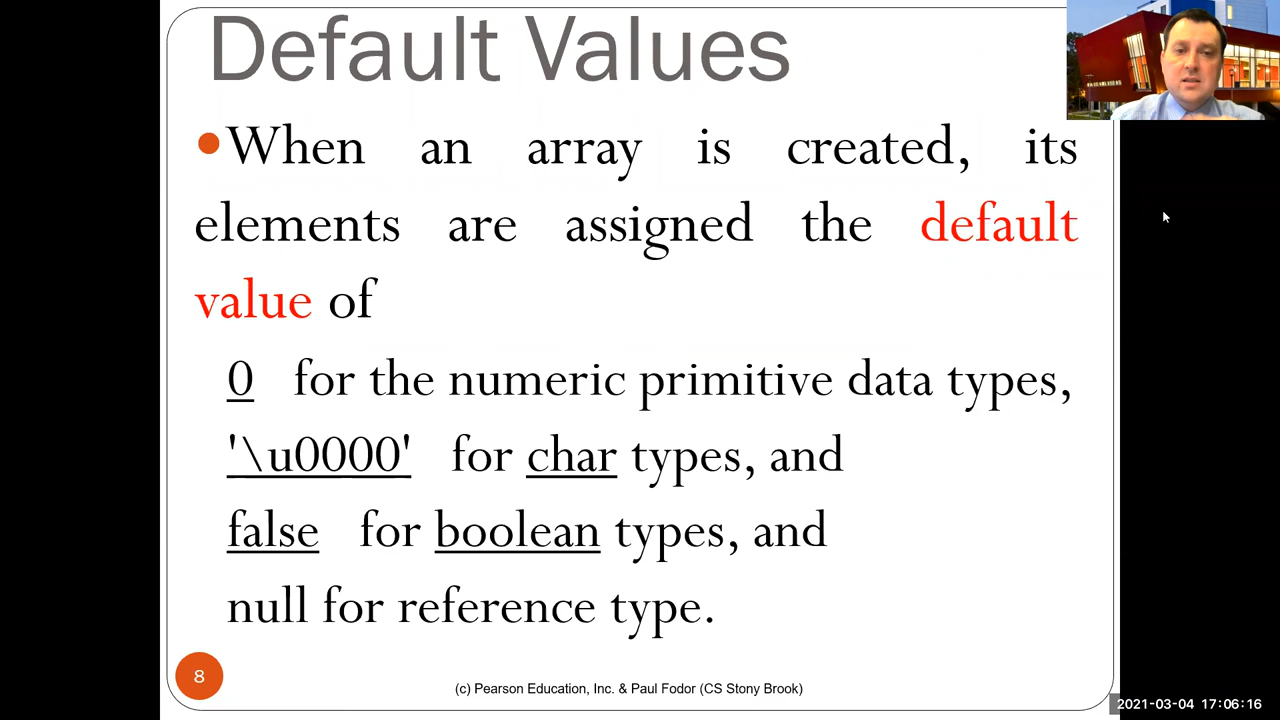 Default Values
•When an array is created, its
elements are assigned the default
value of
0 for the numeric primitive data types,
'\u0000' for char types, and
false for boolean types, and
null for reference type.
8
(c) Pearson Education, Inc. & Paul Fodor (CS Stony Brook)
2021-03-04 17:06:16